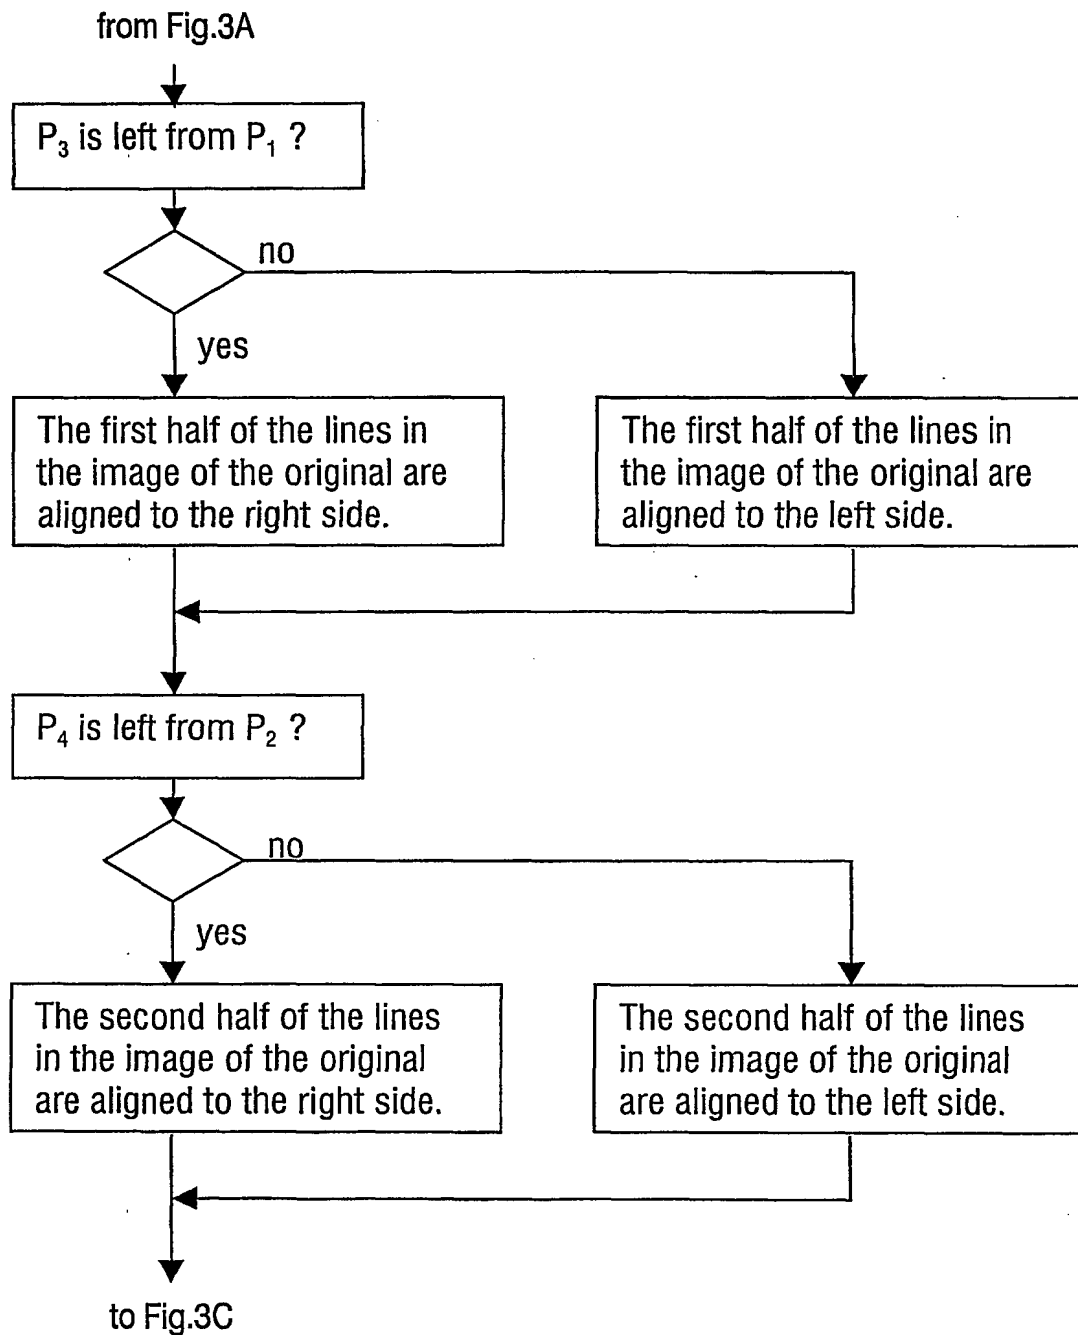 from Fig.3A
P₃ is left from P₁ ?
no
yes
The first half of the lines in
the image of the original are
aligned to the right side.
The first half of the lines in
the image of the original are
aligned to the left side.
P₄ is left from P₂ ?
no
yes
The second half of the lines
in the image of the original
are aligned to the right side.
The second half of the lines
in the image of the original
are aligned to the left side.
to Fig.3C